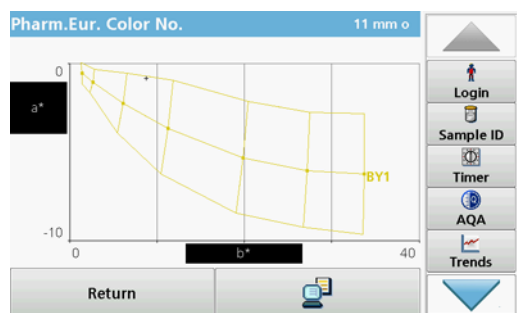 Pharm.Eur. Color No. 11 mm o
0
a*
-10
BY1
0 b* 40
Return
Login
Sample ID
Timer
AQA
Trends